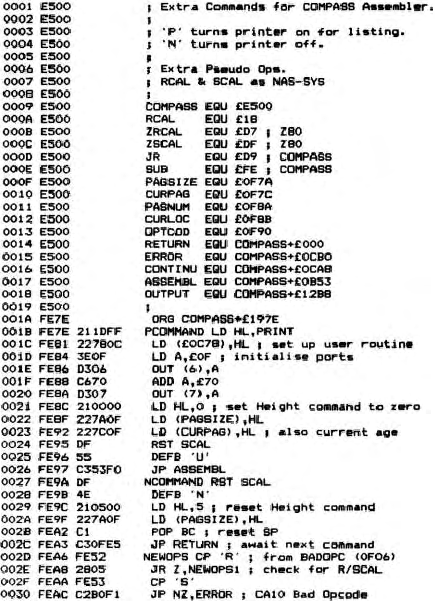 0001 E500 ; Extra Commands for COMPASS Assembler.
0002 E500 ;
0003 E500 ; 'P' turns printer on for listing.
0004 E500 ; 'N' turns printer off.
0005 E500 ;
0006 E500 ; Extra Pseudo Ops.
0007 E500 ; RCAL & SCAL as NAS-SYS
0008 E500 ;
0009 E500 COMPASS EQU £E500
000A E500 RCAL EQU £18
000B E500 ZRCAL EQU £D7 ; Z80
000C E500 ZSCAL EQU £DF ; Z80
000D E500 JR EQU £D9 ; COMPASS
000E E500 SUB EQU £FE ; COMPASS
000F E500 PAGSIZE EQU £0F7A
0010 E500 CURPAG EQU £0F7C
0011 E500 PASNUM EQU £0F8A
0012 E500 CURLOC EQU £0F8B
0013 E500 OPTCOD EQU £0F90
0014 E500 RETURN EQU COMPASS+£000
0015 E500 ERROR EQU COMPASS+£0CB0
0016 E500 CONTINU EQU COMPASS+£0CAB
0017 E500 ASSEMBL EQU COMPASS+£0B53
0018 E500 OUTPUT EQU COMPASS+£12BB
0019 E500 ;
001A FE7E ORG COMPASS+£197E
001B FE7E 211DFF PCOMMAND LD HL,PRINT
001C FE81 22780C LD (£0C78),HL ; set up user routine
001D FE84 3E0F LD A,£0F ; initialise ports
001E FE86 D306 OUT (6),A
001F FE88 C670 ADD A,£70
0020 FE8A D307 OUT (7),A
0021 FE8C 210000 LD HL,0 ; set Height command to zero
0022 FE8F 227A0F LD (PAGSIZE),HL
0023 FE92 227C0F LD (CURPAG),HL ; also current age
0024 FE95 DF RST SCAL
0025 FE96 55 DEFB 'U'
0026 FE97 C353F0 JP ASSEMBL
0027 FE9A DF NCOMMAND RST SCAL
0028 FE9B 4E DEFB 'N'
0029 FE9C 210500 LD HL,5 ; reset Height command
002A FE9F 227A0F LD (PAGSIZE),HL
002B FEA2 C1 POP BC ; reset SP
002C FEA3 C30FE5 JP RETURN ; await next command
002D FEA6 FE52 NEWOPS CP 'R' ; from BADOPC (0F06)
002E FEA8 2805 JR Z,NEWOPS1 ; check for R/SCAL
002F FEAA FE53 CP 'S'
0030 FEAC C2B0F1 JP NZ,ERROR ; CA10 Bad Opcode